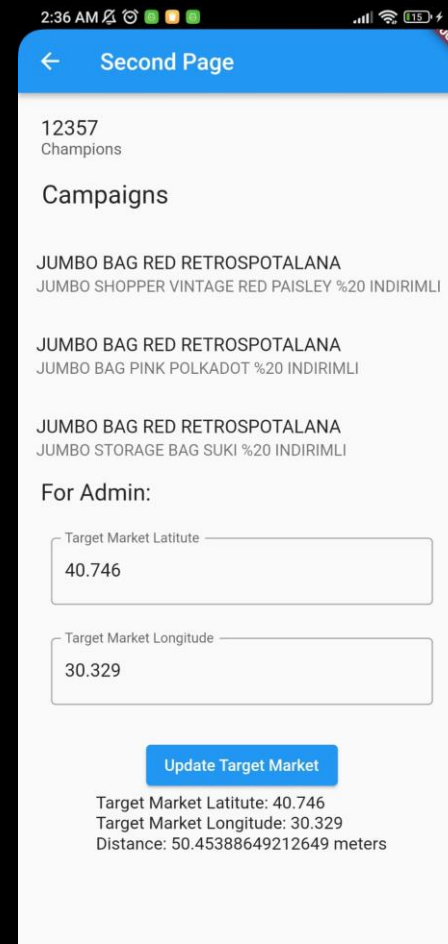 2:36 AM
15
Second Page
12357
Champions
Campaigns
JUMBO BAG RED RETROSPOTALANA
JUMBO SHOPPER VINTAGE RED PAISLEY %20 INDIRIMLI
JUMBO BAG RED RETROSPOTALANA
JUMBO BAG PINK POLKADOT %20 INDIRIMLI
JUMBO BAG RED RETROSPOTALANA
JUMBO STORAGE BAG SUKI %20 INDIRIMLI
For Admin:
Target Market Latitute
40.746
Target Market Longitude
30.329
Update Target Market
Target Market Latitute: 40.746
Target Market Longitude: 30.329
Distance: 50.45388649212649 meters